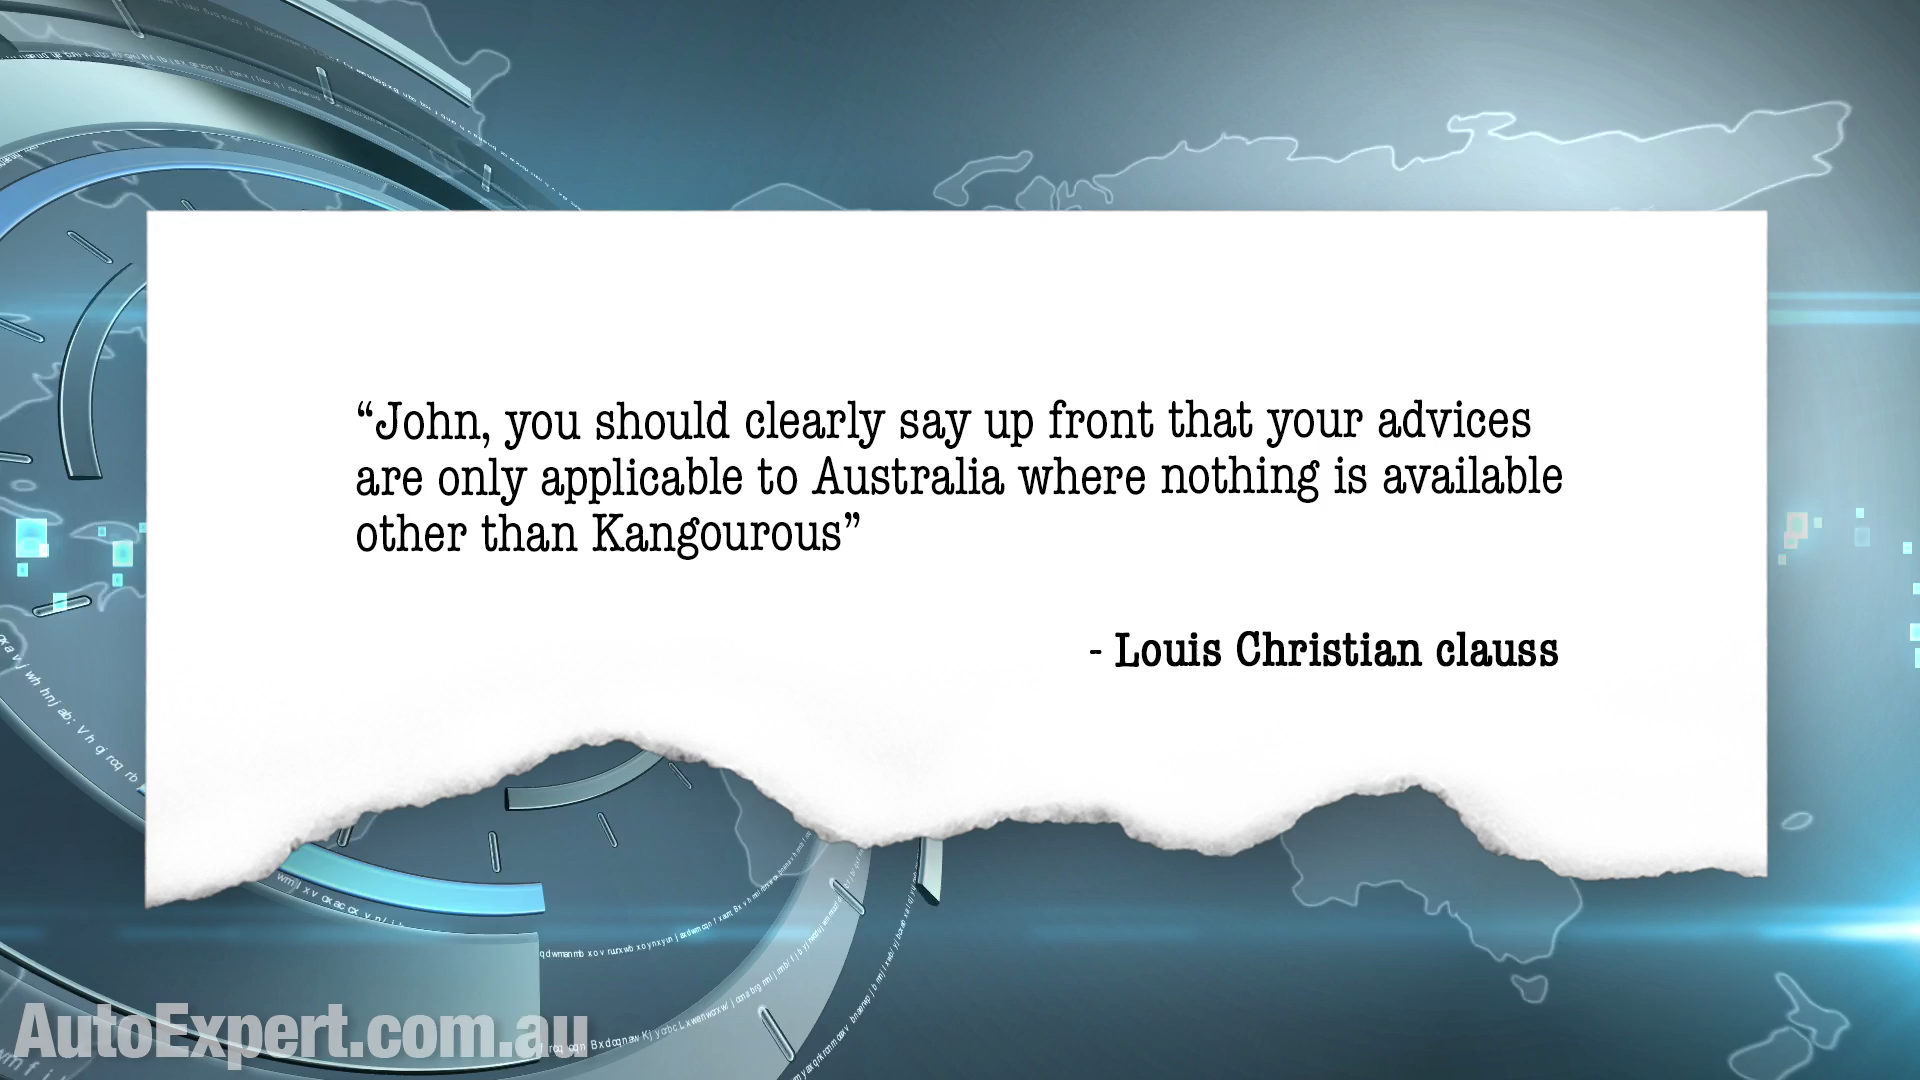 “John, you should clearly say up front that your advices
are only applicable to Australia where nothing is available
other than Kangourous”
- Louis Christian clauss
AutoExpert.com.au